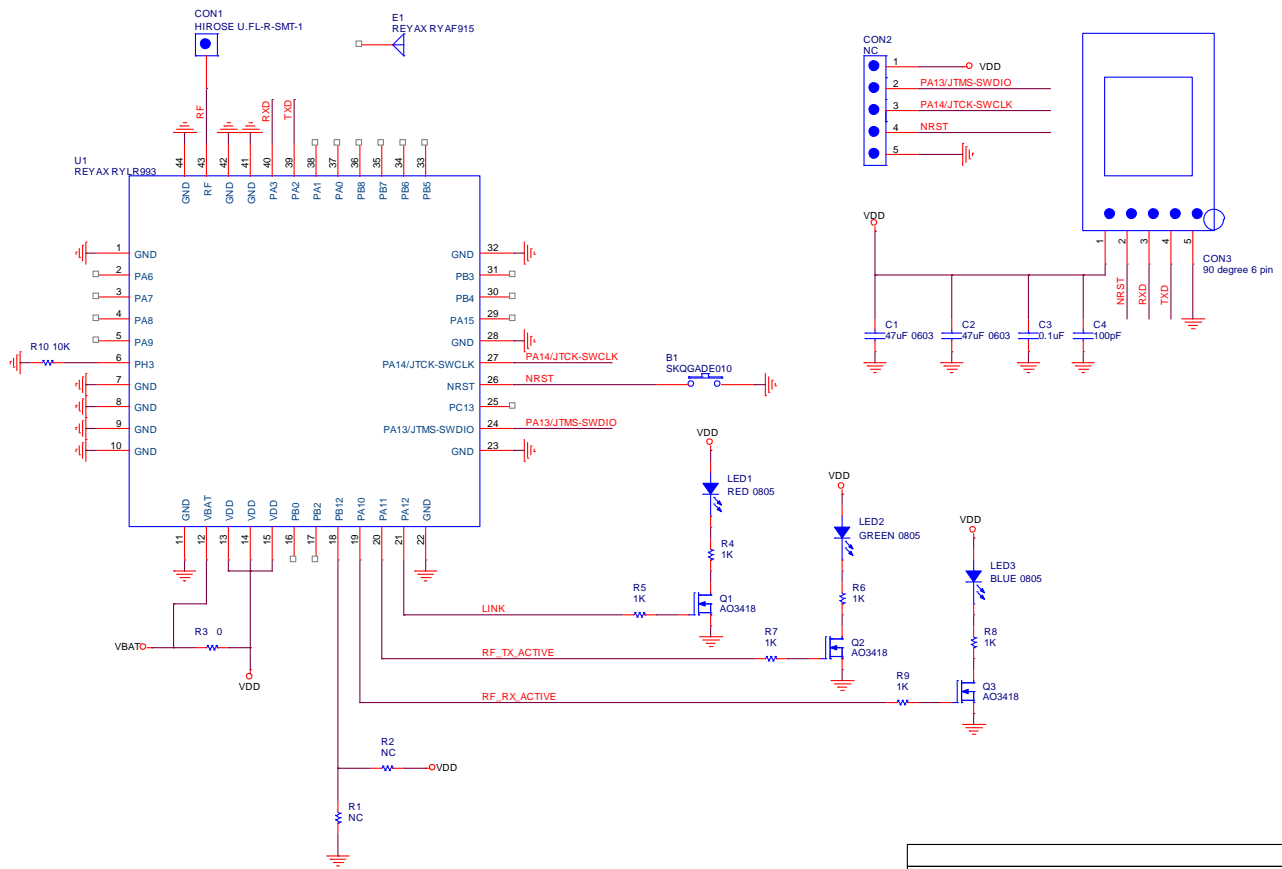 CON1
HIROSE U.FL-R-SMT-1
E1
REYAX RYAF915
RF
RXD
TXD
U1
REYAX RYLR993
44
43
42
41
40
39
38
37
36
35
34
33
GND
RF
GND
GND
PA3
PA2
PA1
PA0
PB8
PB7
PB6
PB5
1 GND
2 PA6
3 PA7
4 PA8
5 PA9
R10 10K
6 PH3
7 GND
8 GND
9 GND
10 GND
GND 32
PB3 31
PB4 30
PA15 29
GND 28
PA14/JTCK-SWCLK 27 PA14/JTCK-SWCLK
NRST 26 NRST
PC13 25
PA13/JTMS-SWDIO 24 PA13/JTMS-SWDIO
GND 23
B1
SKQGADE010
GND
VBAT
VDD
VDD
VDD
PB0
PB2
PB12
PA10
PA11
PA12
GND
11
12
13
14
15
16
17
18
19
20
21
22
VBAT
R3 0
VDD
LINK
RF_TX_ACTIVE
RF_RX_ACTIVE
R2
NC
VDD
R1
NC
VDD
LED1
RED 0805
R4
1K
R5
1K
Q1
AO3418
VDD
LED2
GREEN 0805
R6
1K
R7
1K
Q2
AO3418
VDD
LED3
BLUE 0805
R8
1K
R9
1K
Q3
AO3418
CON2
NC
1 VDD
2 PA13/JTMS-SWDIO
3 PA14/JTCK-SWCLK
4 NRST
5
VDD
C1
47uF 0603
C2
47uF 0603
C3
0.1uF
C4
100pF
1
2
3
4
5
NRST
RXD
TXD
CON3
90 degree 6 pin